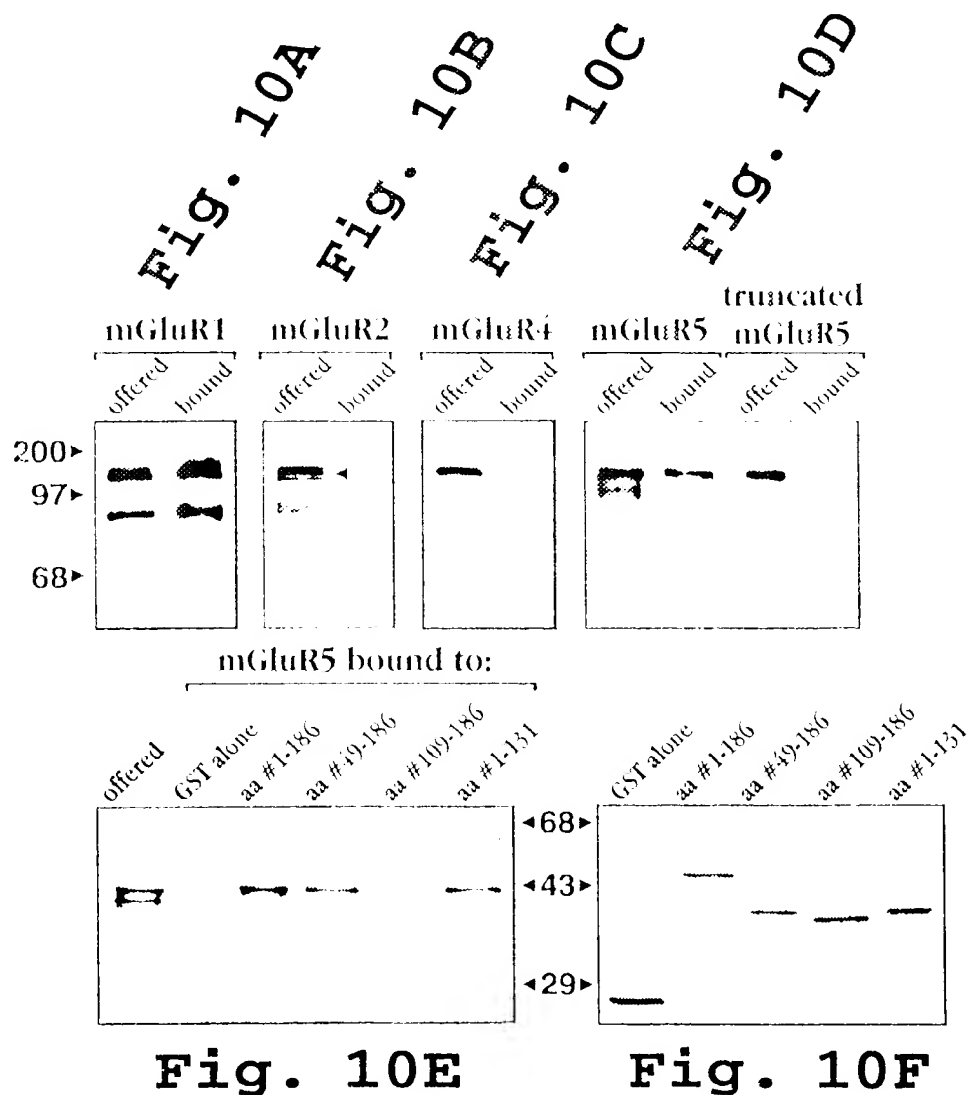 Fig. 10A
Fig. 10B
Fig. 10C
Fig. 10D
mGluR1
mGluR2
mGluR4
mGluR5
truncated
mGluR5
offered
bound
offered
bound
offered
bound
offered
bound
offered
bound
200
97
68
mGluR5 bound to:
offered
GST alone
aa #1-186
aa #49-186
aa #109-186
aa #1-131
GST alone
aa #1-186
aa #49-186
aa #109-186
aa #1-131
68
43
29
Fig. 10E
Fig. 10F